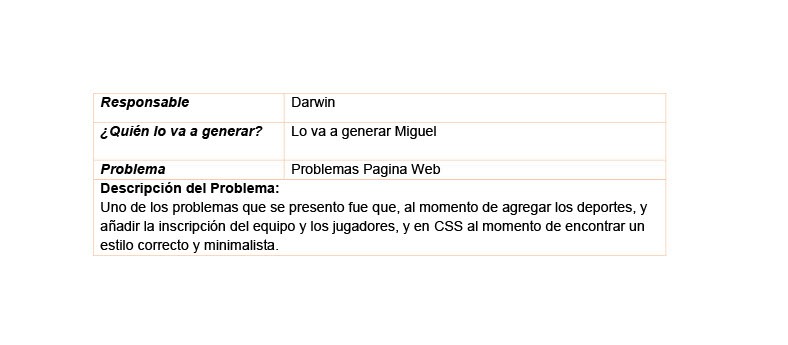 Responsable Darwin
¿Quién lo va a generar? Lo va a generar Miguel
Problema Problemas Pagina Web
Descripción del Problema:
Uno de los problemas que se presento fue que, al momento de agregar los deportes, y
añadir la inscripción del equipo y los jugadores, y en CSS al momento de encontrar un
estilo correcto y minimalista.